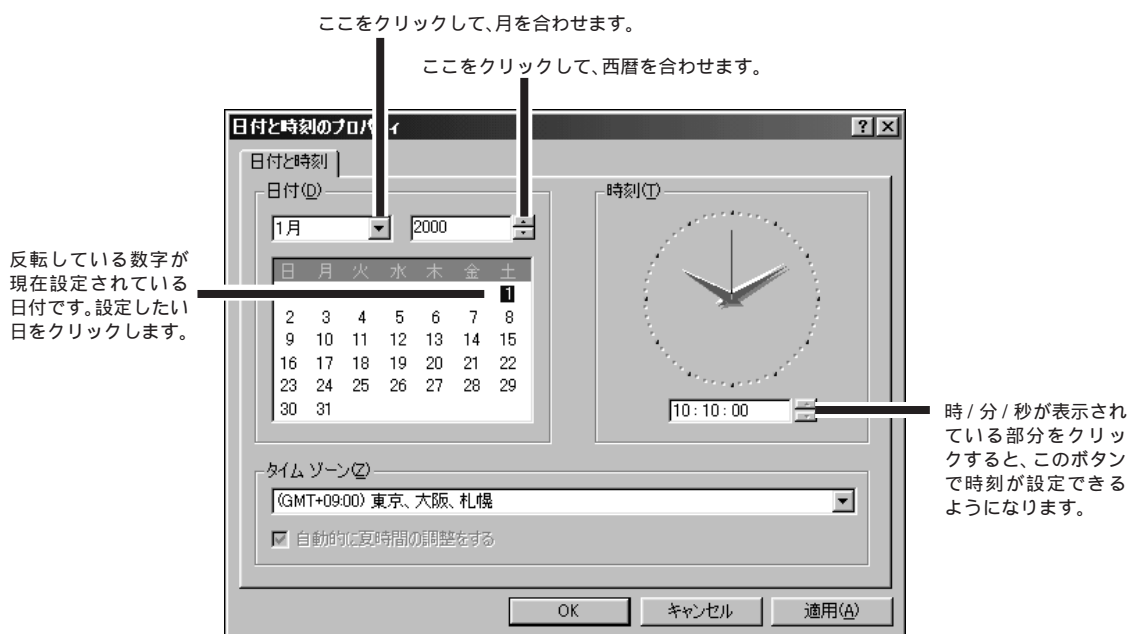 ここをクリックして、月を合わせます。
ここをクリックして、西暦を合わせます。
日付と時刻のプロパティ
日付と時刻
日付(D)
1月
2000
日 月 火 水 木 金 土
1
2 3 4 5 6 7 8
9 10 11 12 13 14 15
16 17 18 19 20 21 22
23 24 25 26 27 28 29
30 31
反転している数字が
現在設定されている
日付です。設定したい
日をクリックします。
時刻(T)
10:10:00
時/分/秒が表示され
ている部分をクリッ
クすると、このボタン
で時刻が設定できる
ようになります。
タイム ゾーン(Z)
(GMT+09:00) 東京、大阪、札幌
自動的に夏時間の調整をする
OK
キャンセル
適用(A)